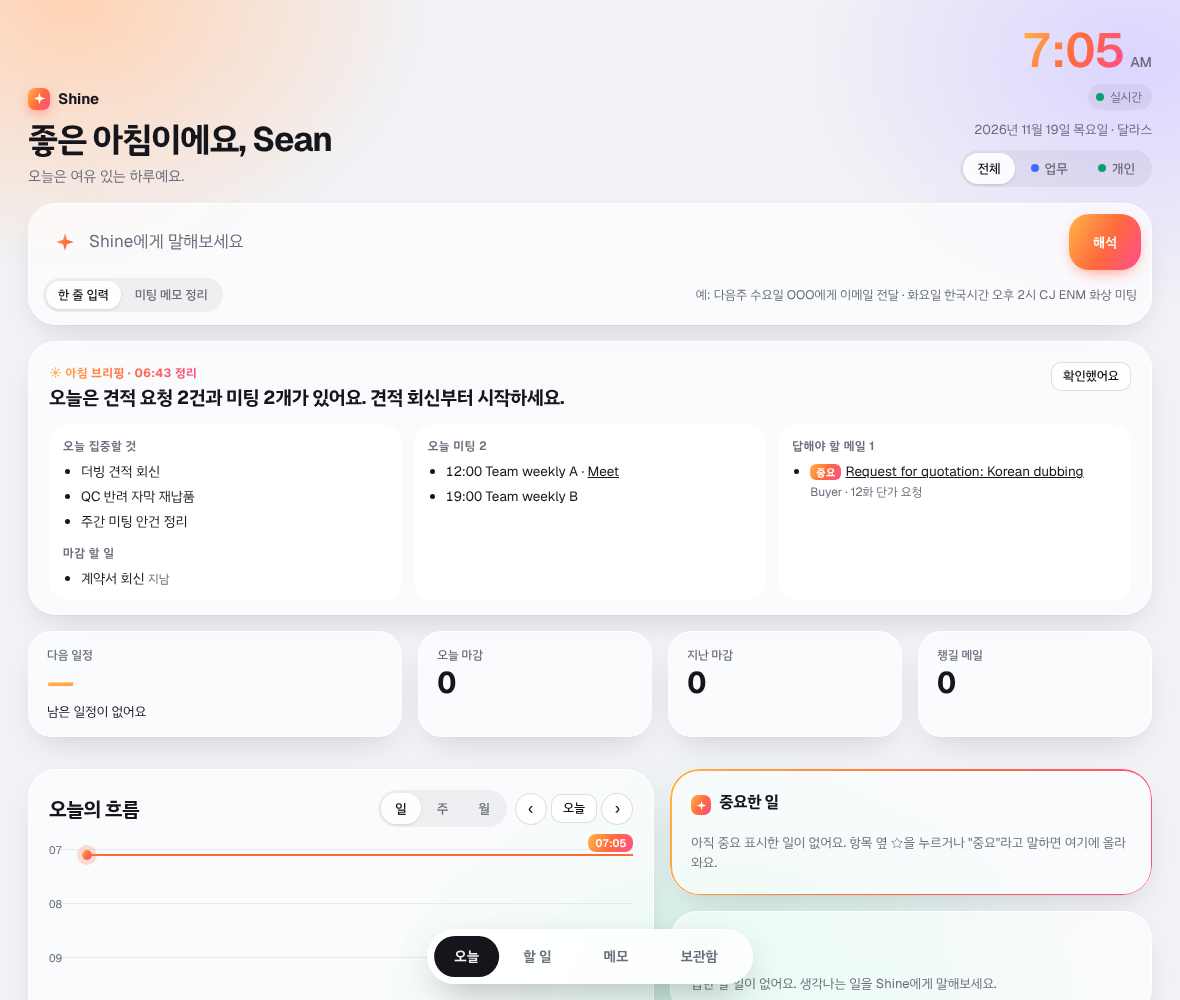 7:05 AM
실시간
Shine
좋은 아침이에요, Sean
2026년 11월 19일 목요일 · 달라스
오늘은 여유 있는 하루예요.
전체 업무 개인
Shine에게 말해보세요
해석
한 줄 입력 미팅 메모 정리
예: 다음주 수요일 OOO에게 이메일 전달 · 화요일 한국시간 오후 2시 CJ ENM 화상 미팅
아침 브리핑 · 06:43 정리
확인했어요
오늘은 견적 요청 2건과 미팅 2개가 있어요. 견적 회신부터 시작하세요.
오늘 집중할 것
더빙 견적 회신
QC 반려 자막 재납품
주간 미팅 안건 정리
마감 할 일
계약서 회신 지남
오늘 미팅 2
12:00 Team weekly A · Meet
19:00 Team weekly B
답해야 할 메일 1
중요 Request for quotation: Korean dubbing
Buyer · 12화 단가 요청
다음 일정
—
남은 일정이 없어요
오늘 마감
0
지난 마감
0
챙길 메일
0
오늘의 흐름
일 주 월
‹ 오늘 ›
07
07:05
08
09
중요한 일
아직 중요 표시한 일이 없어요. 항목 옆 ☆을 누르거나 "중요"라고 말하면 여기에 올라
와요.
일이 없어요. 생각나는 일을 Shine에게 말해보세요.
오늘 할 일 메모 보관함